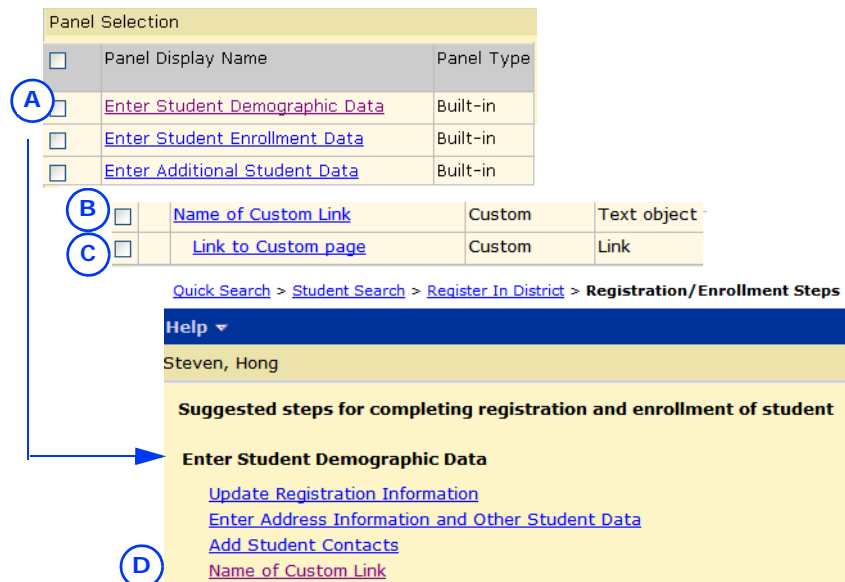 Panel Selection
Panel Display Name Panel Type
A
Enter Student Demographic Data Built-in
Enter Student Enrollment Data Built-in
Enter Additional Student Data Built-in
B Name of Custom Link Custom Text object
C Link to Custom page Custom Link
Quick Search > Student Search > Register In District > Registration/Enrollment Steps
Help
Steven, Hong
Suggested steps for completing registration and enrollment of student
Enter Student Demographic Data
Update Registration Information
Enter Address Information and Other Student Data
Add Student Contacts
D Name of Custom Link